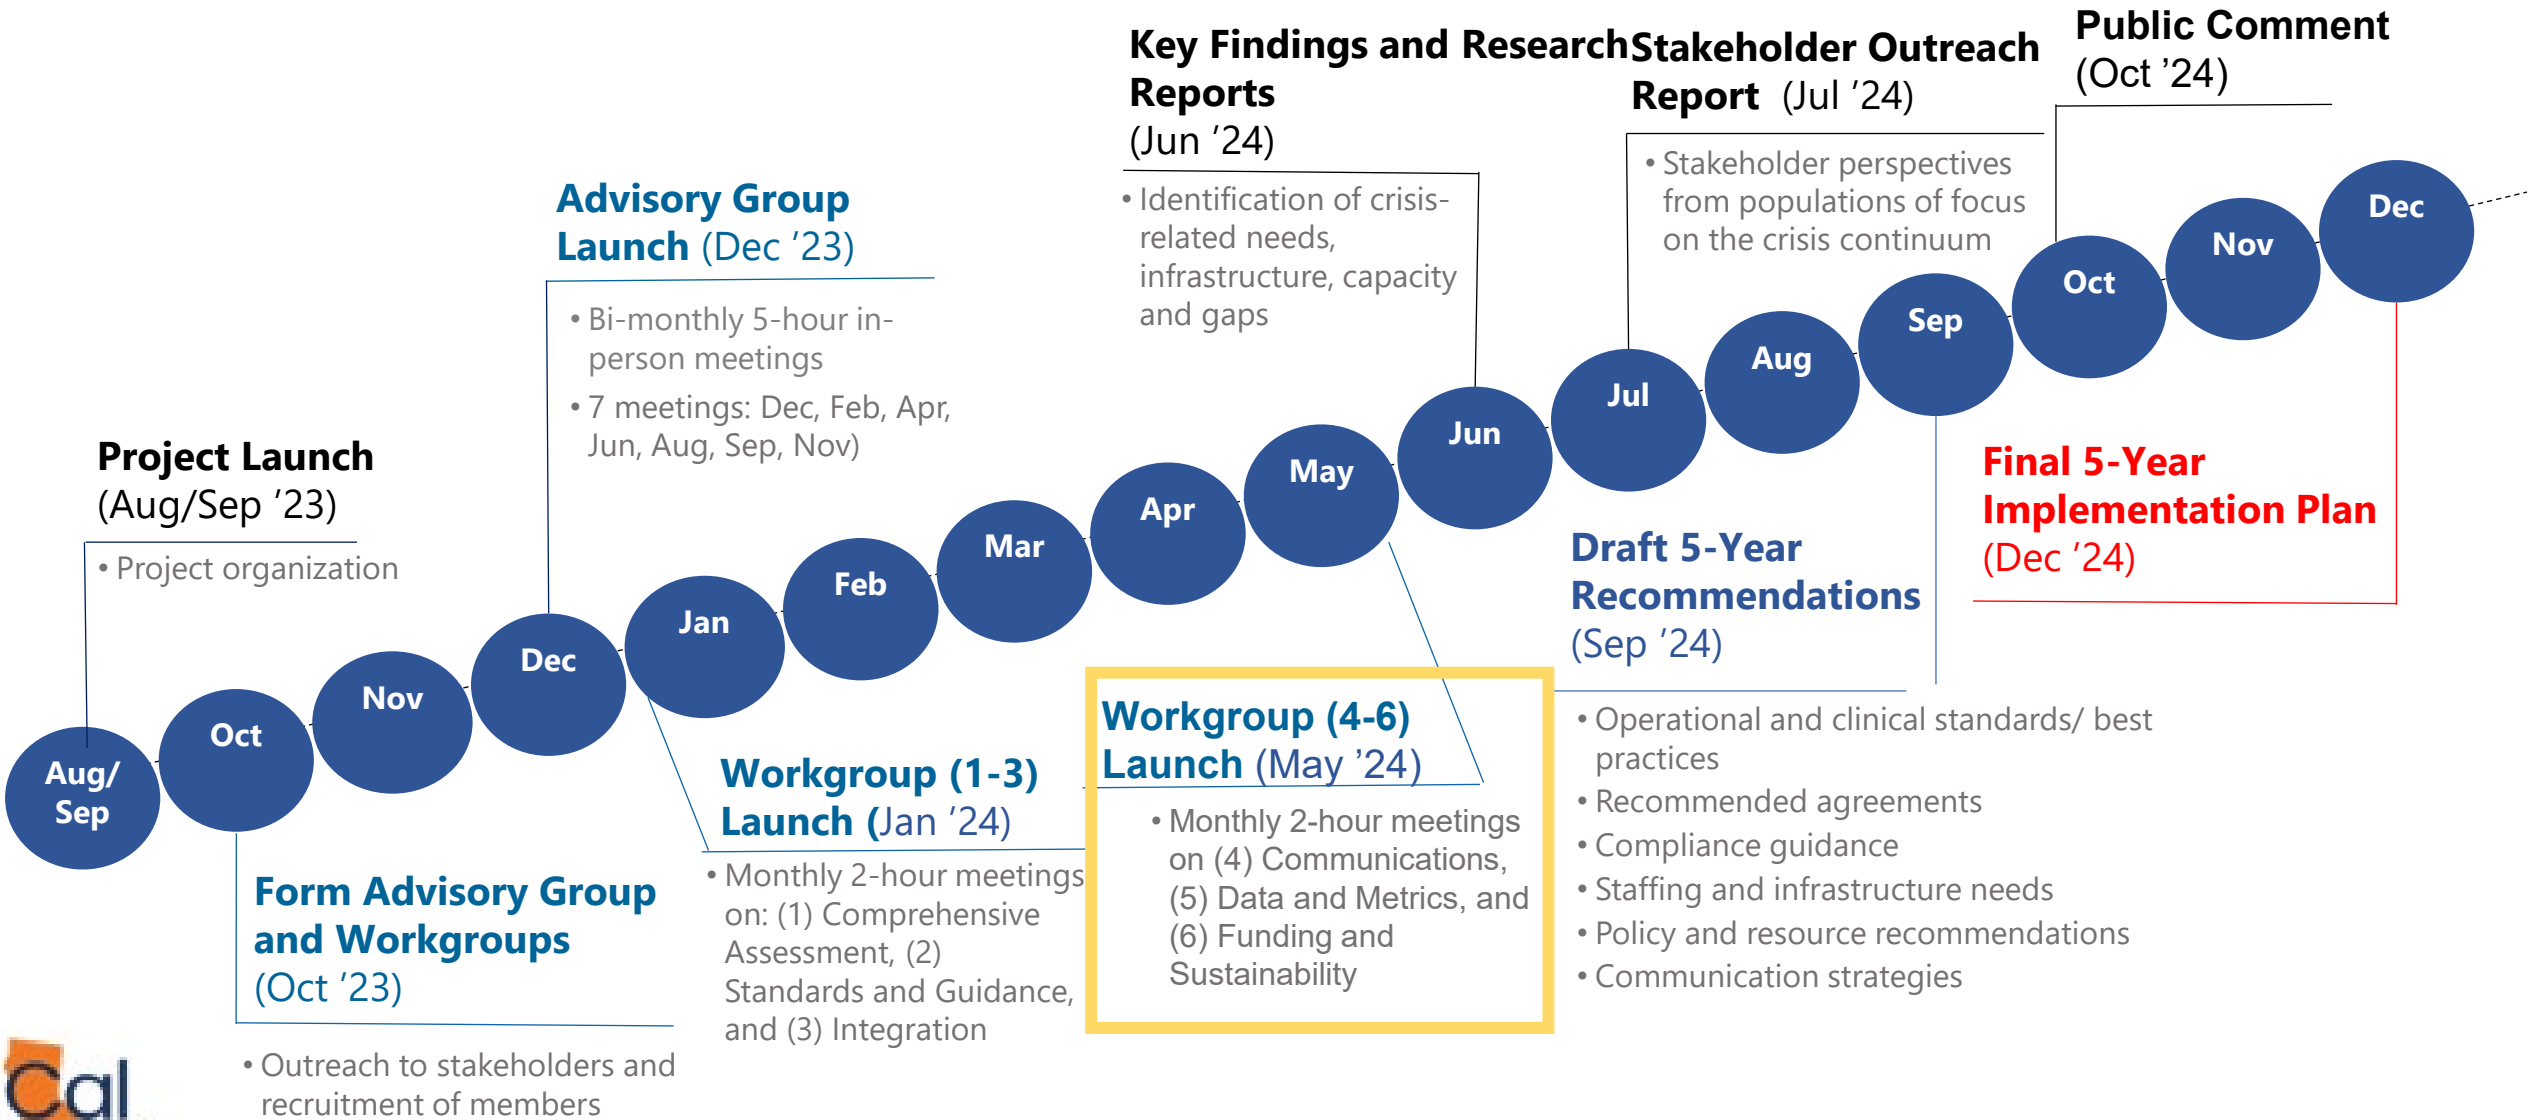 Public Comment
(Oct ’24)
Key Findings and Research
Reports
(Jun ’24)
• Identification of crisis-
related needs,
infrastructure, capacity
and gaps
Stakeholder Outreach
Report (Jul ’24)
• Stakeholder perspectives
from populations of focus
on the crisis continuum
Advisory Group
Launch (Dec ’23)
• Bi-monthly 5-hour in-
person meetings
• 7 meetings: Dec, Feb, Apr,
Jun, Aug, Sep, Nov)
Project Launch
(Aug/Sep ’23)
• Project organization
Aug/
Sep
Oct
Nov
Dec
Jan
Feb
Mar
Apr
May
Jun
Jul
Aug
Sep
Oct
Nov
Dec
Form Advisory Group
and Workgroups
(Oct ’23)
• Outreach to stakeholders and
recruitment of members
Workgroup (1-3)
Launch (Jan ’24)
• Monthly 2-hour meetings
on: (1) Comprehensive
Assessment, (2)
Standards and Guidance,
and (3) Integration
Workgroup (4-6)
Launch (May ’24)
• Monthly 2-hour meetings
on (4) Communications,
(5) Data and Metrics, and
(6) Funding and
Sustainability
Draft 5-Year
Recommendations
(Sep ’24)
• Operational and clinical standards/ best
practices
• Recommended agreements
• Compliance guidance
• Staffing and infrastructure needs
• Policy and resource recommendations
• Communication strategies
Final 5-Year
Implementation Plan
(Dec ’24)
Cal